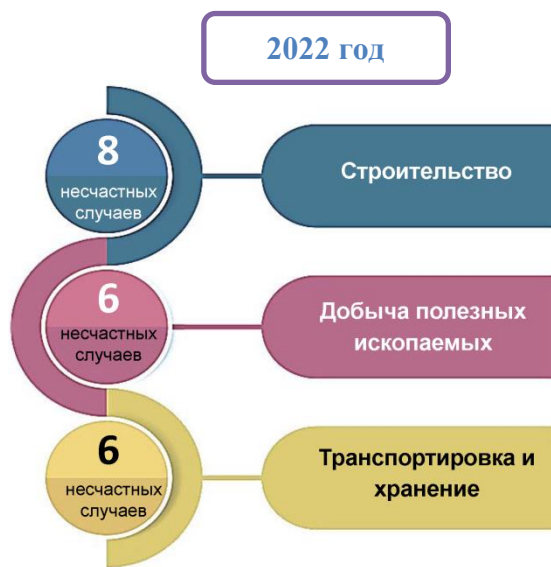 2022 год
8
несчастных
случаев
Строительство
6
несчастных
случаев
Добыча полезных
ископаемых
6
несчастных
случаев
Транспортировка и
хранение